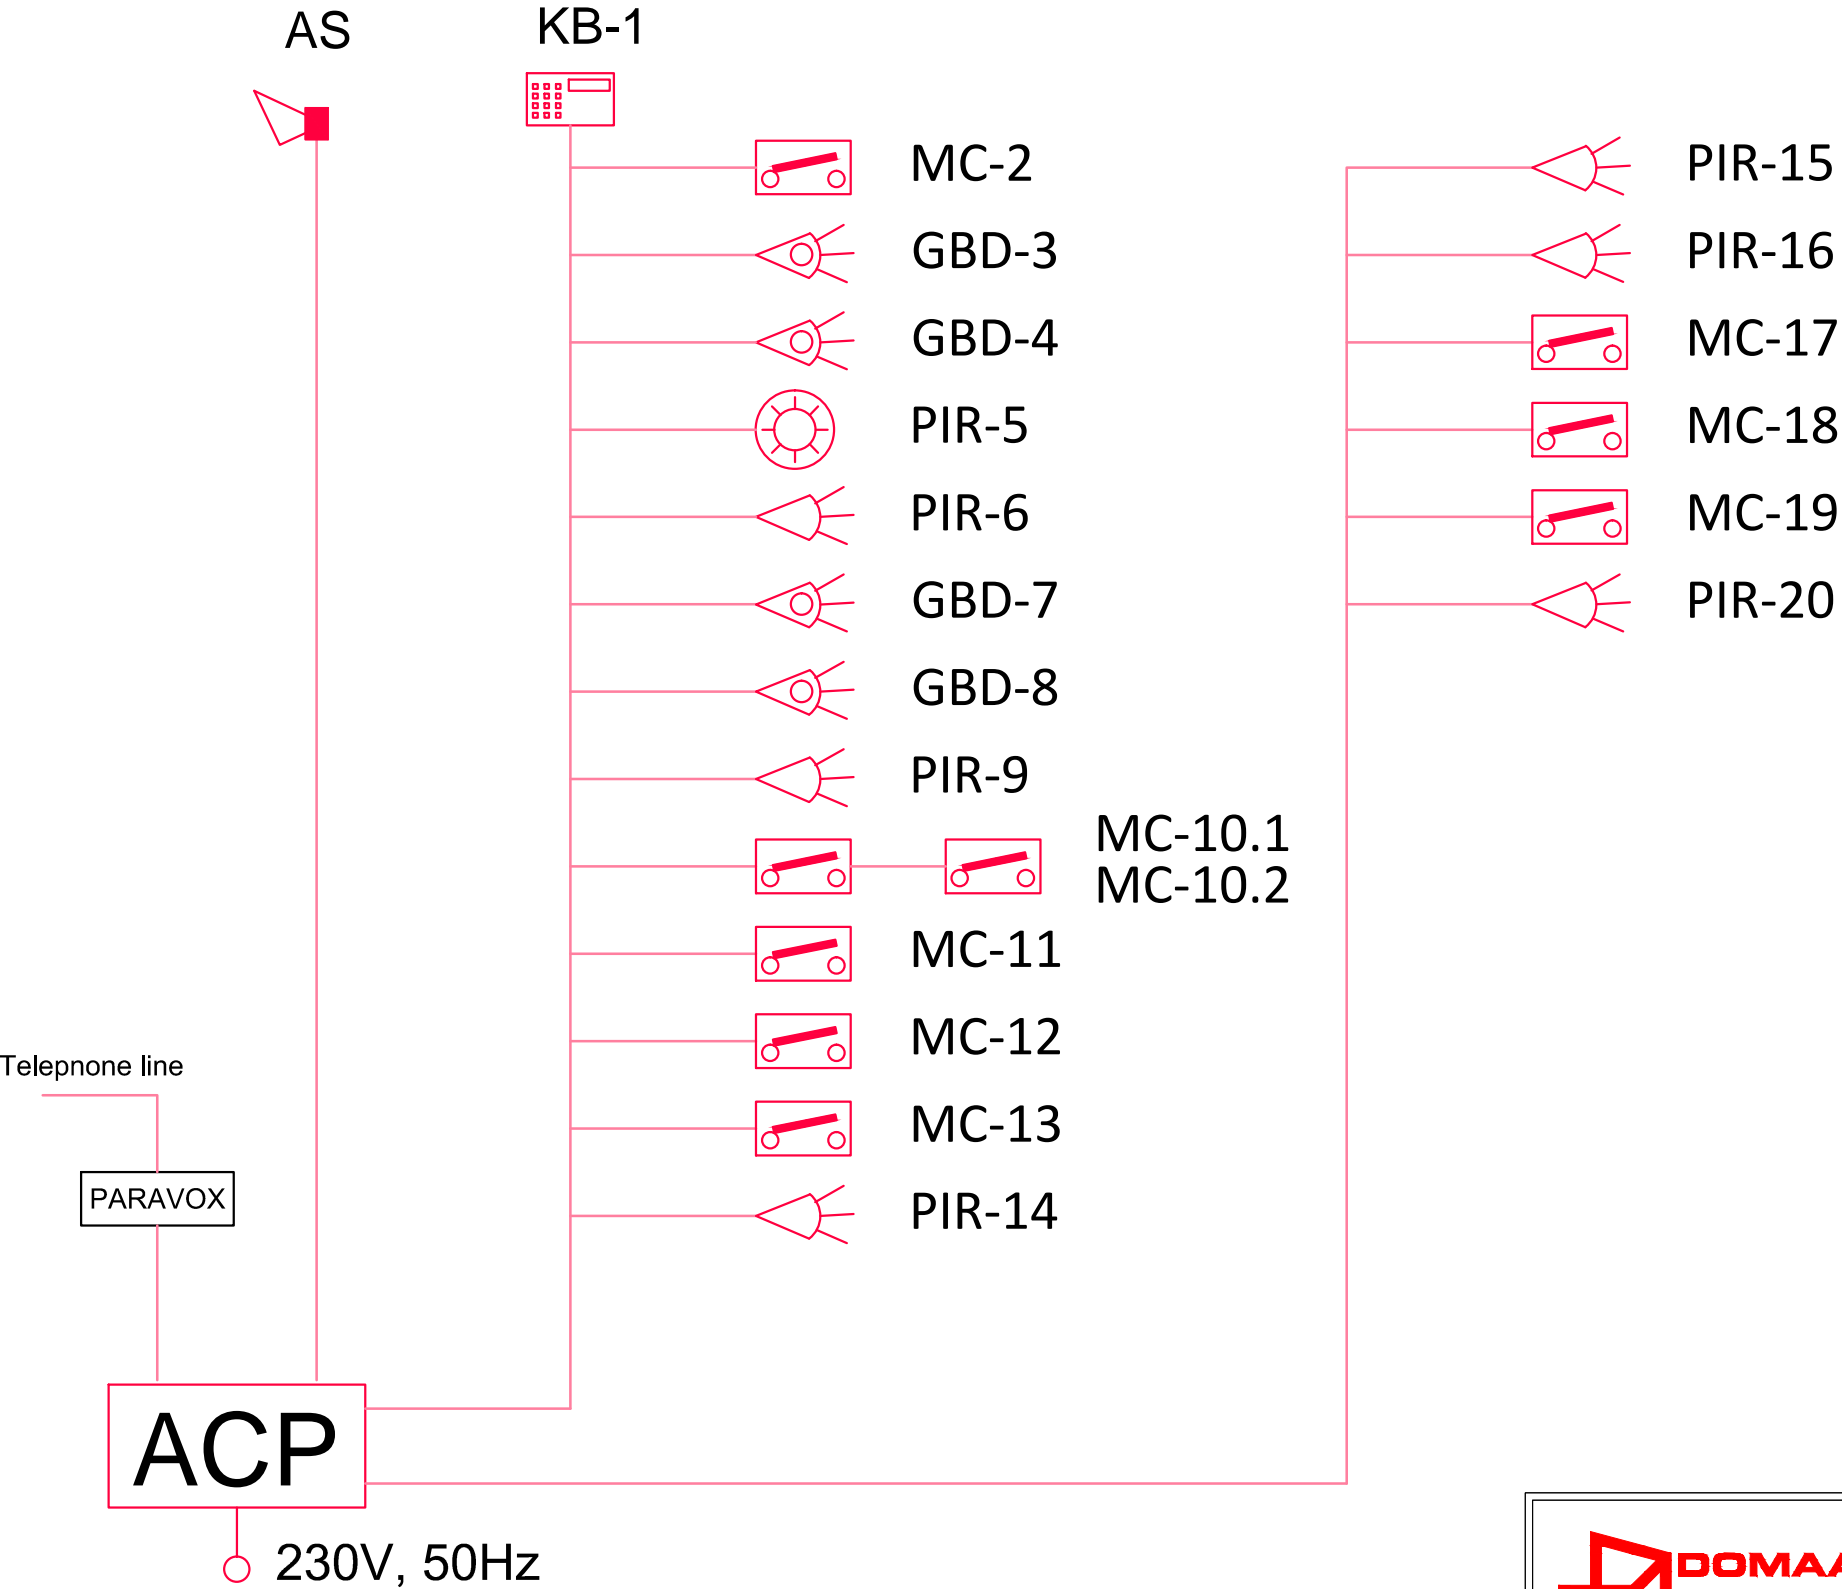 AS
KB-1
MC-2
GBD-3
GBD-4
PIR-5
PIR-6
GBD-7
GBD-8
PIR-9
MC-10.1
MC-10.2
MC-11
MC-12
MC-13
PIR-14
PIR-15
PIR-16
MC-17
MC-18
MC-19
PIR-20
Telepnone line
PARAVOX
ACP
230V, 50Hz